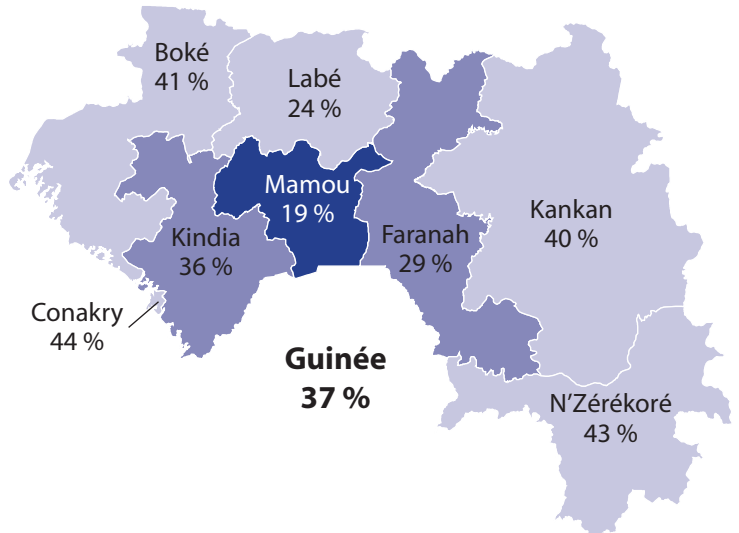 Boké
41 %
Labé
24 %
Mamou
19 %
Kindia
36 %
Faranah
29 %
Kankan
40 %
Conakry
44 %
Guinée
37 %
N'Zérékoré
43 %